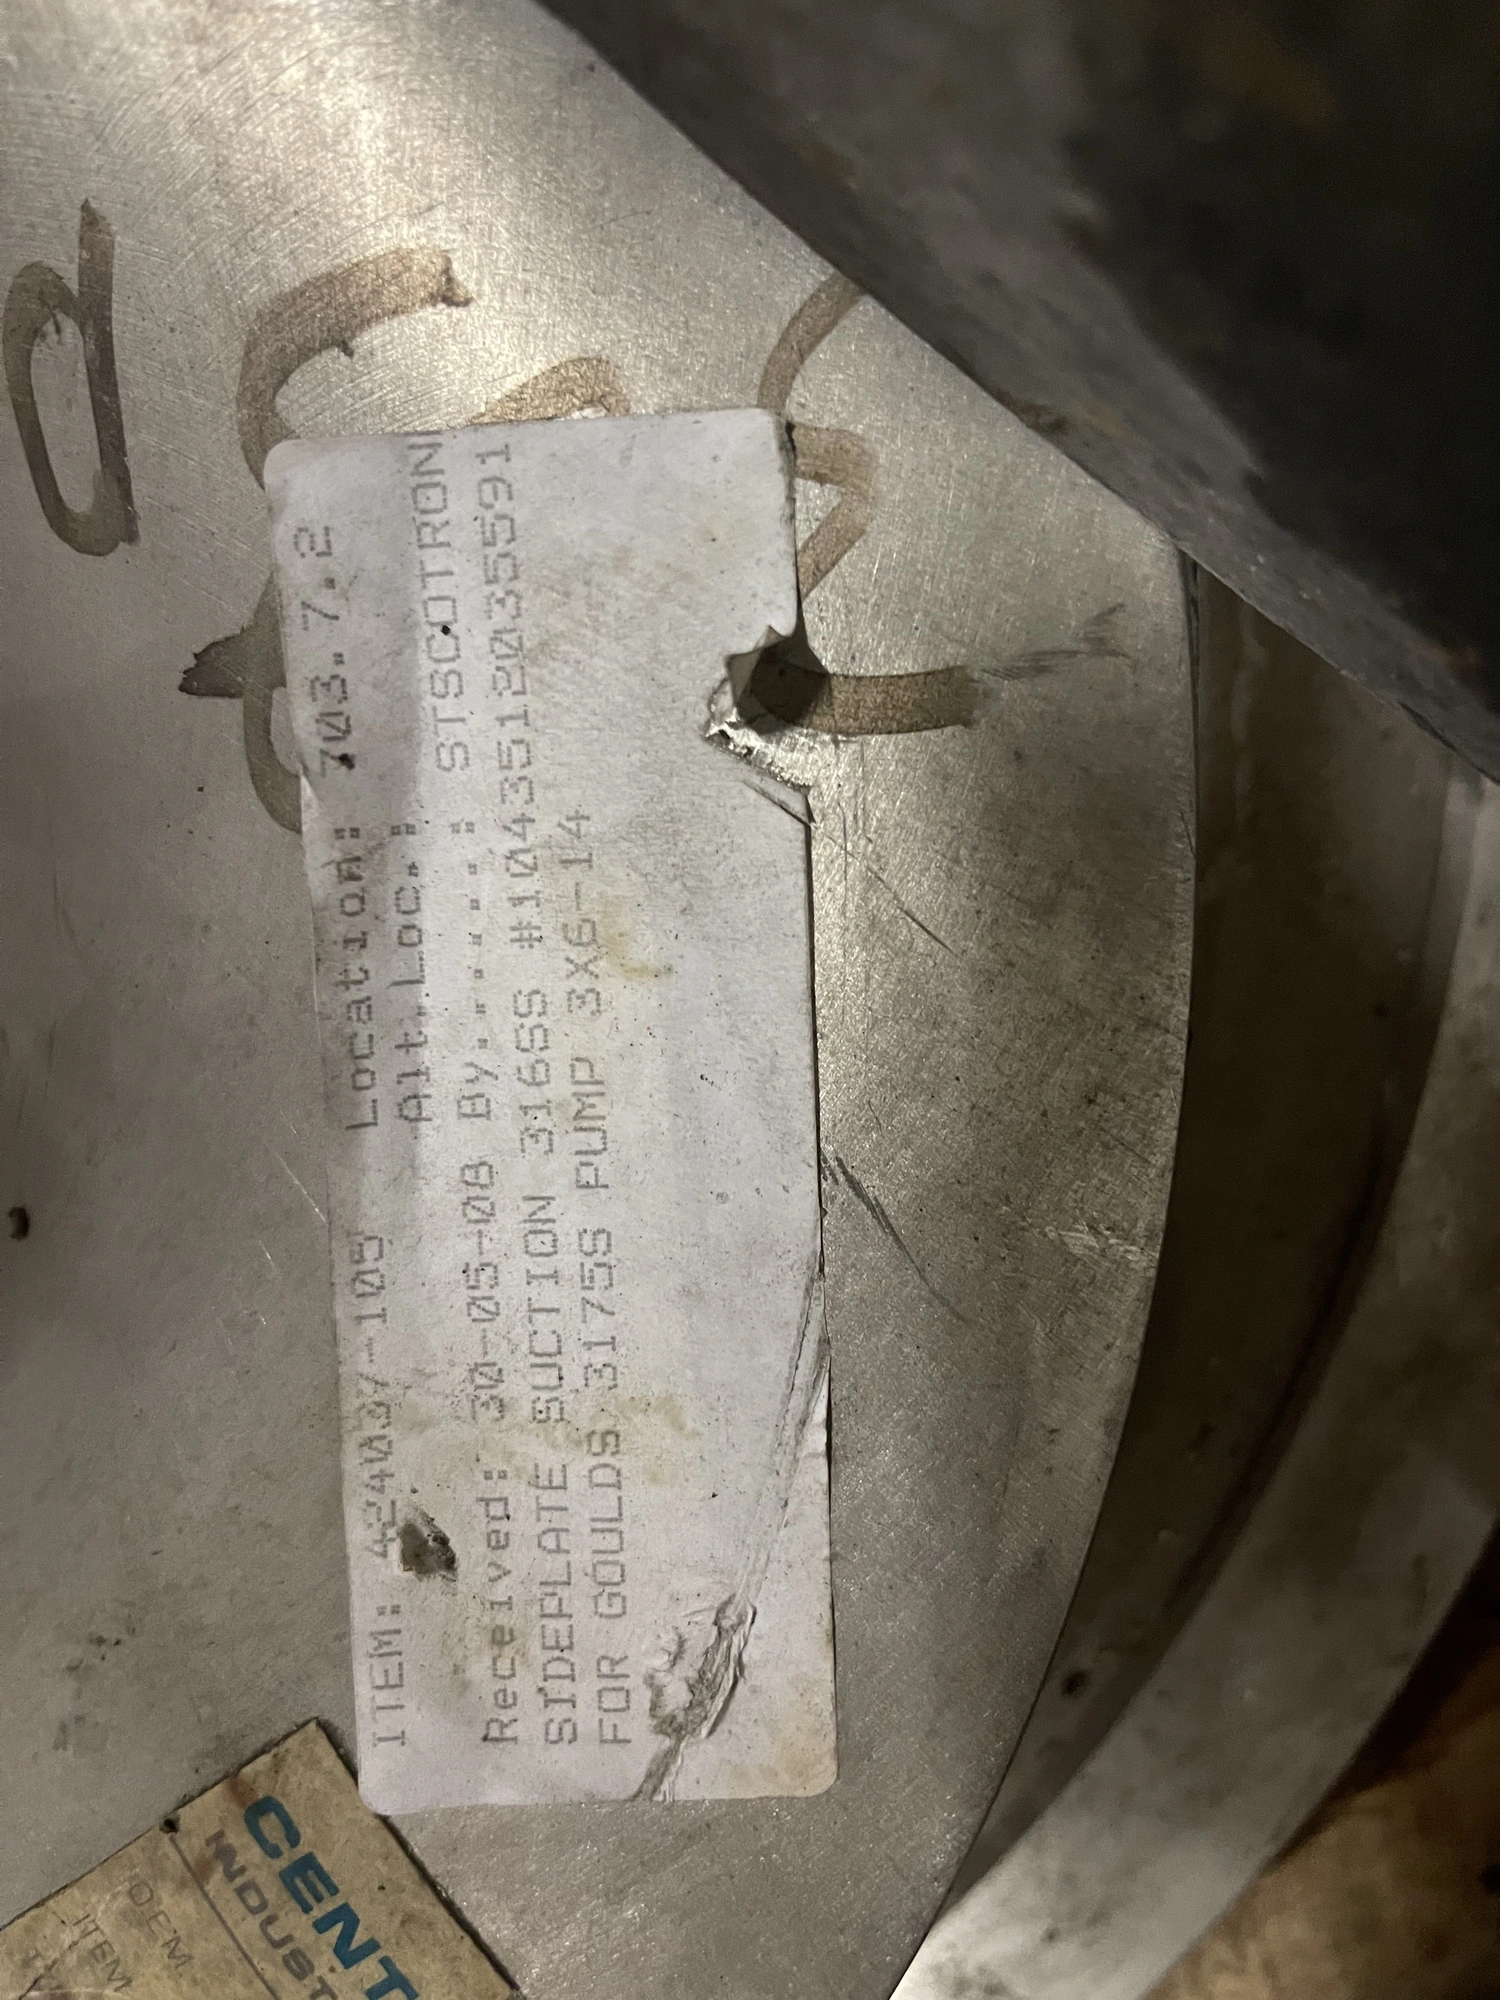 ITEM: 424037-105 Location: 703.7.2
Alt.Loc.:
Received: 30-05-08 By.....: STSCOTRON
SIDEPLATE SUCTION 316SS #1043512035591
FOR GOULDS 3175S PUMP 3X6-14
CENT
INDUST
OEM
ITEM